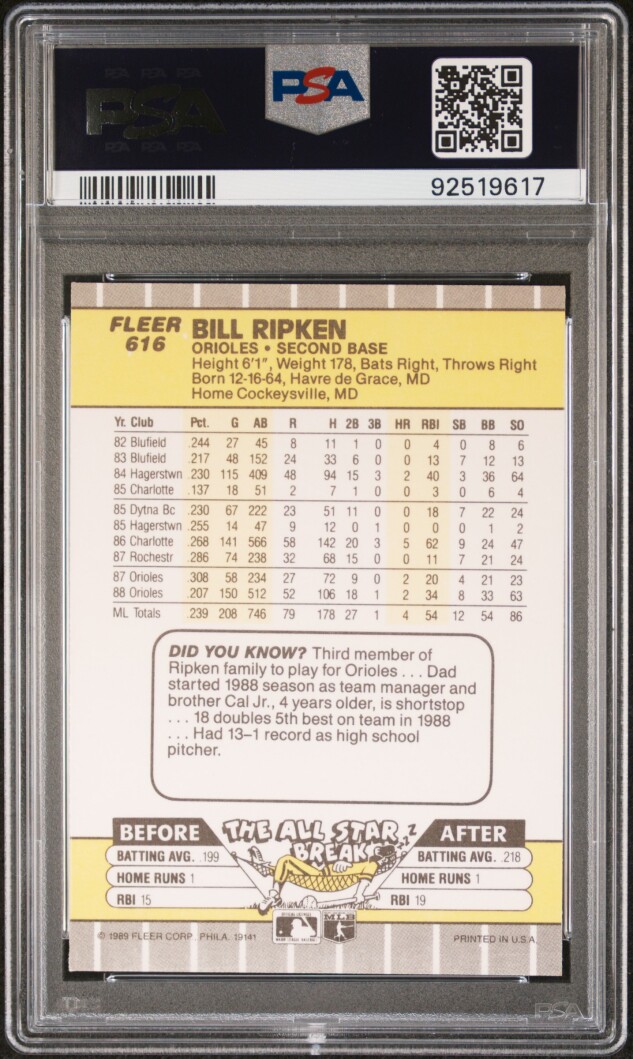 PSA PSA PSA
PSA
PSA PSA PSA
PSA
92519617
FLEER
616
BILL RIPKEN
ORIOLES • SECOND BASE
Height 6'1", Weight 178, Bats Right, Throws Right
Born 12-16-64, Havre de Grace, MD
Home Cockeysville, MD
Yr. Club Pct. G AB R H 2B 3B HR RBI SB BB SO
82 Blufield .244 27 45 8 11 1 0 0 4 0 8 6
83 Blufield .217 48 152 24 33 6 0 0 13 7 12 13
84 Hagerstwn .230 115 409 48 94 15 3 2 40 3 36 64
85 Charlotte .137 18 51 2 7 1 0 0 3 0 6 4
85 Dytna Bc .230 67 222 23 51 11 0 0 18 7 22 24
85 Hagerstwn .255 14 47 9 12 0 1 0 0 0 1 2
86 Charlotte .268 141 566 58 142 20 3 5 62 9 24 47
87 Rochestr .286 74 238 32 68 15 0 0 11 7 21 24
87 Orioles .308 58 234 27 72 9 0 2 20 4 21 23
88 Orioles .207 150 512 52 106 18 1 2 34 8 33 63
ML Totals .239 208 746 79 178 27 1 4 54 12 54 86
DID YOU KNOW? Third member of
Ripken family to play for Orioles . . . Dad
started 1988 season as team manager and
brother Cal Jr., 4 years older, is shortstop
. . . 18 doubles 5th best on team in 1988
. . . Had 13–1 record as high school
pitcher.
BEFORE THE ALL STAR BREAK AFTER
BATTING AVG. .199 BATTING AVG. .218
HOME RUNS 1 HOME RUNS 1
RBI 15 RBI 19
MLB
© 1989 FLEER CORP. PHILA. 19141 PRINTED IN U.S.A.
PSA